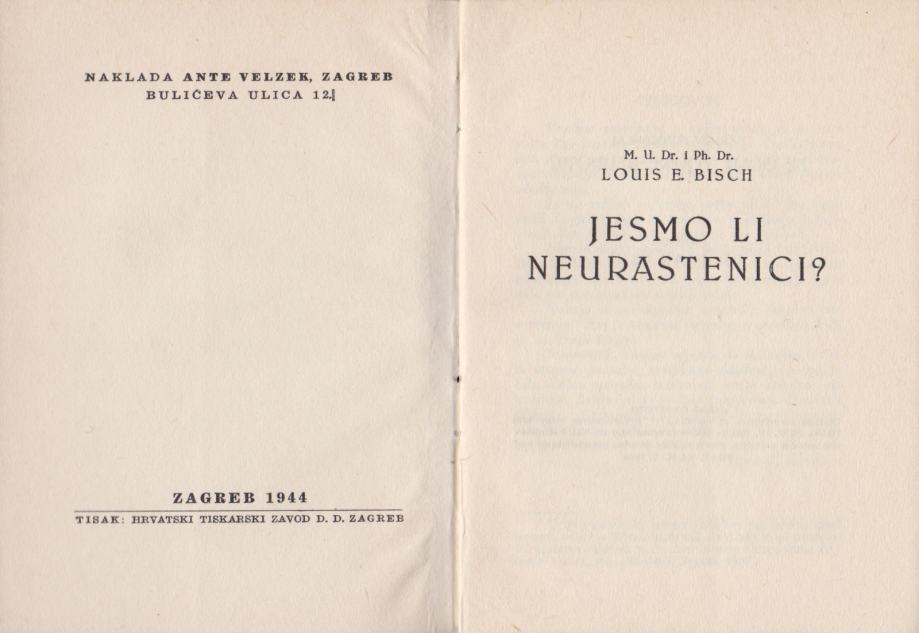 NAKLADA ANTE VELZEK, ZAGREB
BULIĆEVA ULICA 12.
ZAGREB 1944
TISAK: HRVATSKI TISKARSKI ZAVOD D. D. ZAGREB
M. U. Dr. i Ph. Dr.
LOUIS E. BISCH
JESMO LI
NEURASTENICI?